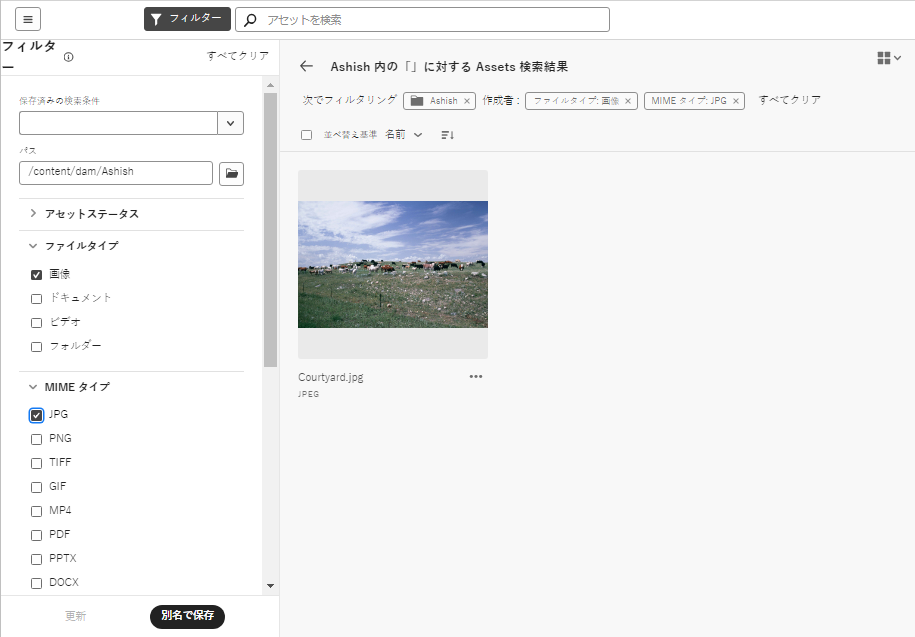 フィルター
アセットを検索
フィルター
すべてクリア
保存済みの検索条件
パス
/content/dam/Ashish
アセットステータス
ファイルタイプ
画像
ドキュメント
ビデオ
フォルダー
MIME タイプ
JPG
PNG
TIFF
GIF
MP4
PDF
PPTX
DOCX
更新
別名で保存
Ashish 内の「」に対する Assets 検索結果
次でフィルタリング Ashish × 作成者 : ファイルタイプ: 画像 × MIME タイプ: JPG × すべてクリア
並べ替え基準 名前
Courtyard.jpg
JPEG